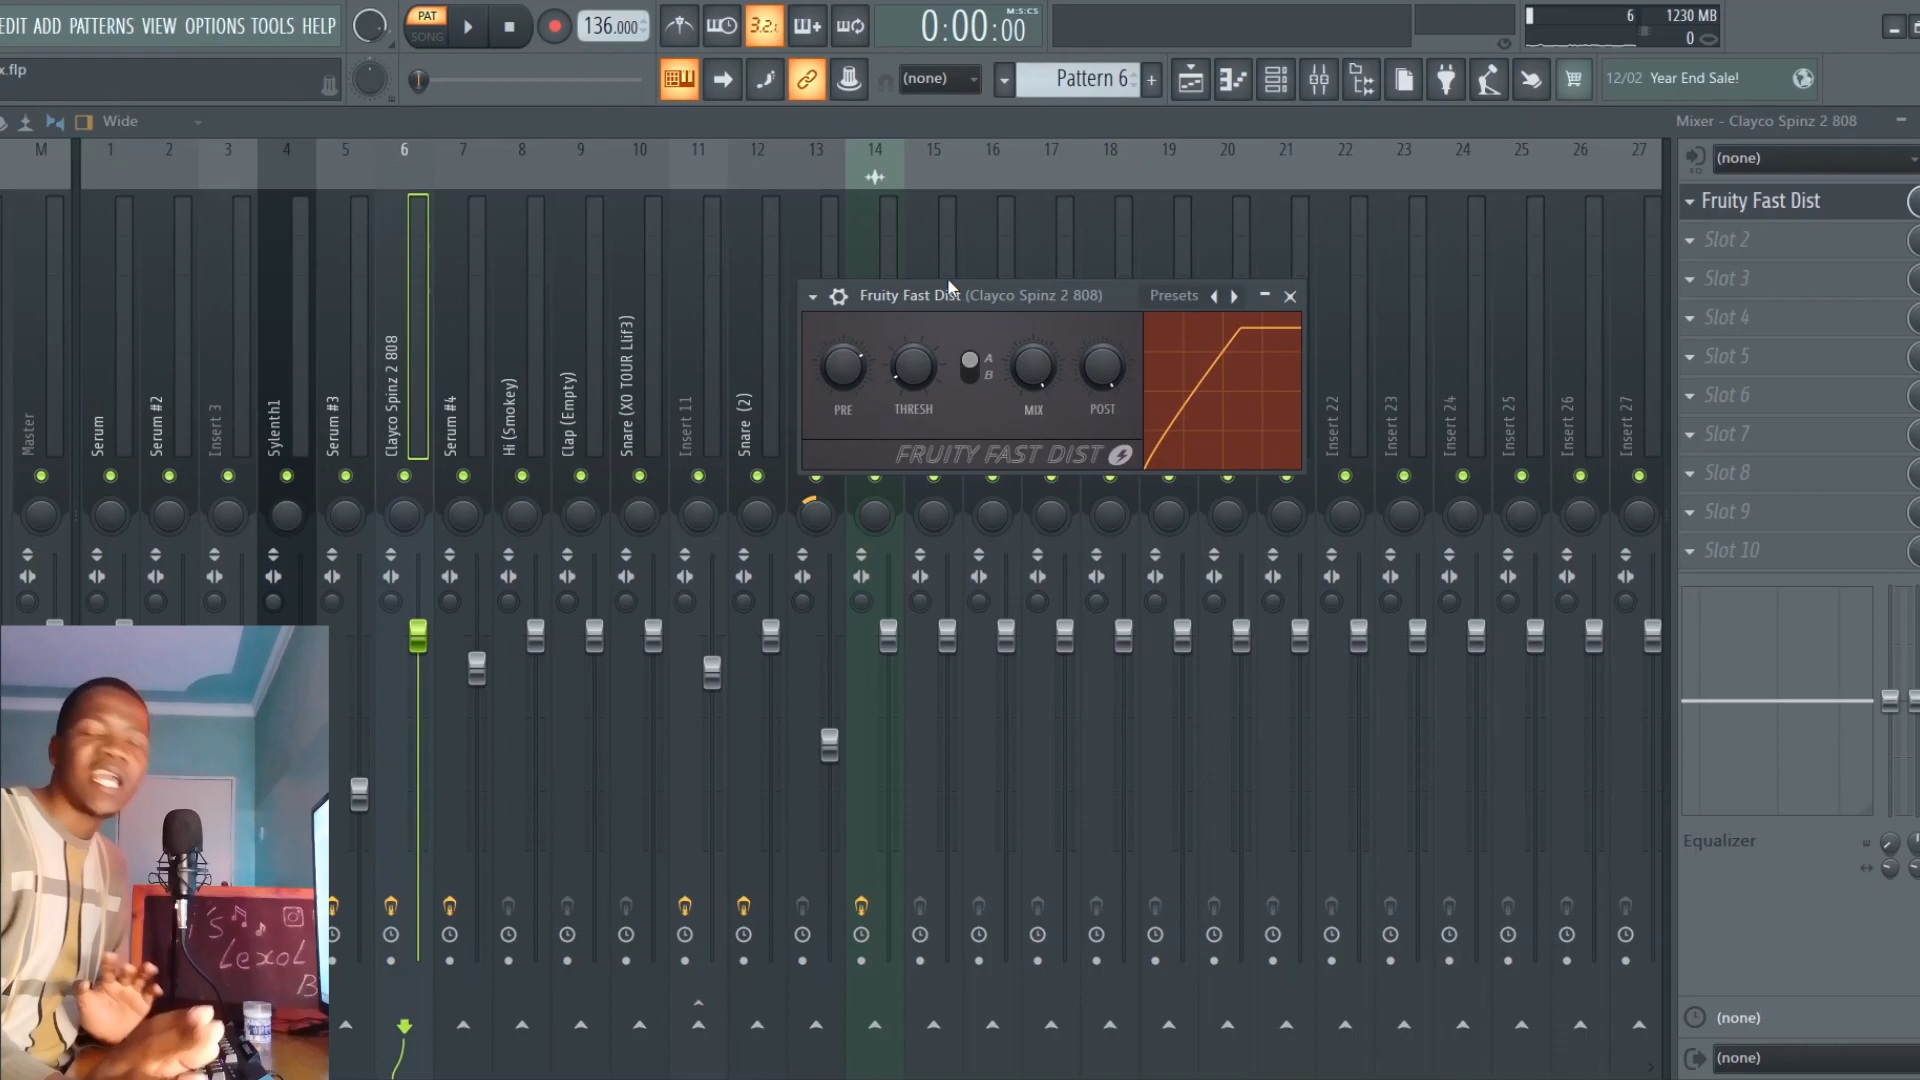 EDIT ADD PATTERNS VIEW OPTIONS TOOLS HELP
PAT
SONG
136.000
3.2.
0:00:00
M:S:CS
6
1230 MB
0
x.flp
(none)
Pattern 6
+
12/02 Year End Sale!
Wide
Mixer - Clayco Spinz 2 808
M 1 2 3 4 5 6 7 8 9 10 11 12 13 14 15 16 17 18 19 20 21 22 23 24 25 26 27
Master
Serum
Serum #2
Insert 3
Sylenth1
Serum #3
Clayco Spinz 2 808
Serum #4
Hi (Smokey)
Clap (Empty)
Snare (XO TOUR Llif3)
Insert 11
Snare (2)
Insert 22
Insert 23
Insert 24
Insert 25
Insert 26
Insert 27
Fruity Fast Dist (Clayco Spinz 2 808)
Presets
A
B
PRE THRESH MIX POST
FRUITY FAST DIST
(none)
Fruity Fast Dist
Slot 2
Slot 3
Slot 4
Slot 5
Slot 6
Slot 7
Slot 8
Slot 9
Slot 10
Equalizer
(none)
(none)
'S
Lexol
B